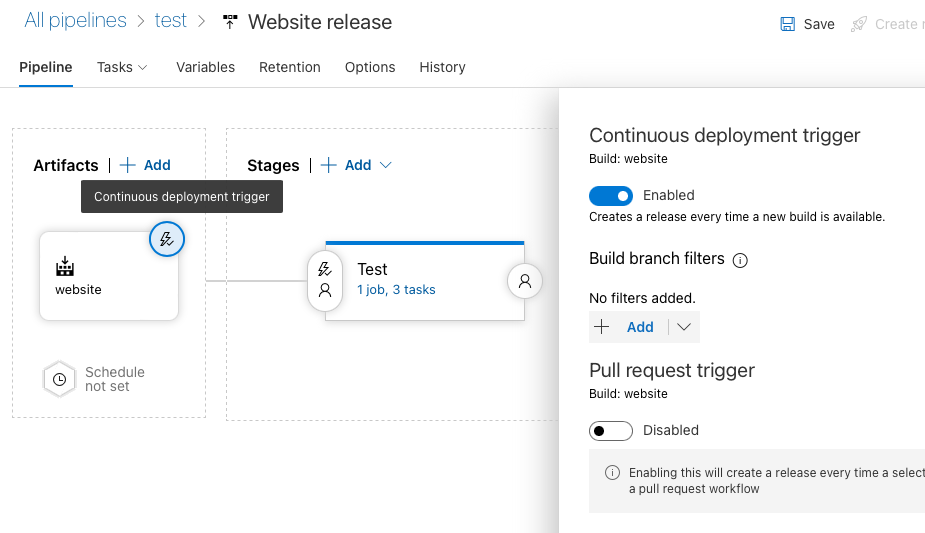 All pipelines > test > Website release
Save
Create
Pipeline
Tasks
Variables
Retention
Options
History
Artifacts | + Add
Continuous deployment trigger
website
Schedule
not set
Stages | + Add
Test
1 job, 3 tasks
Continuous deployment trigger
Build: website
Enabled
Creates a release every time a new build is available.
Build branch filters
No filters added.
+ Add
Pull request trigger
Build: website
Disabled
Enabling this will create a release every time a select
a pull request workflow